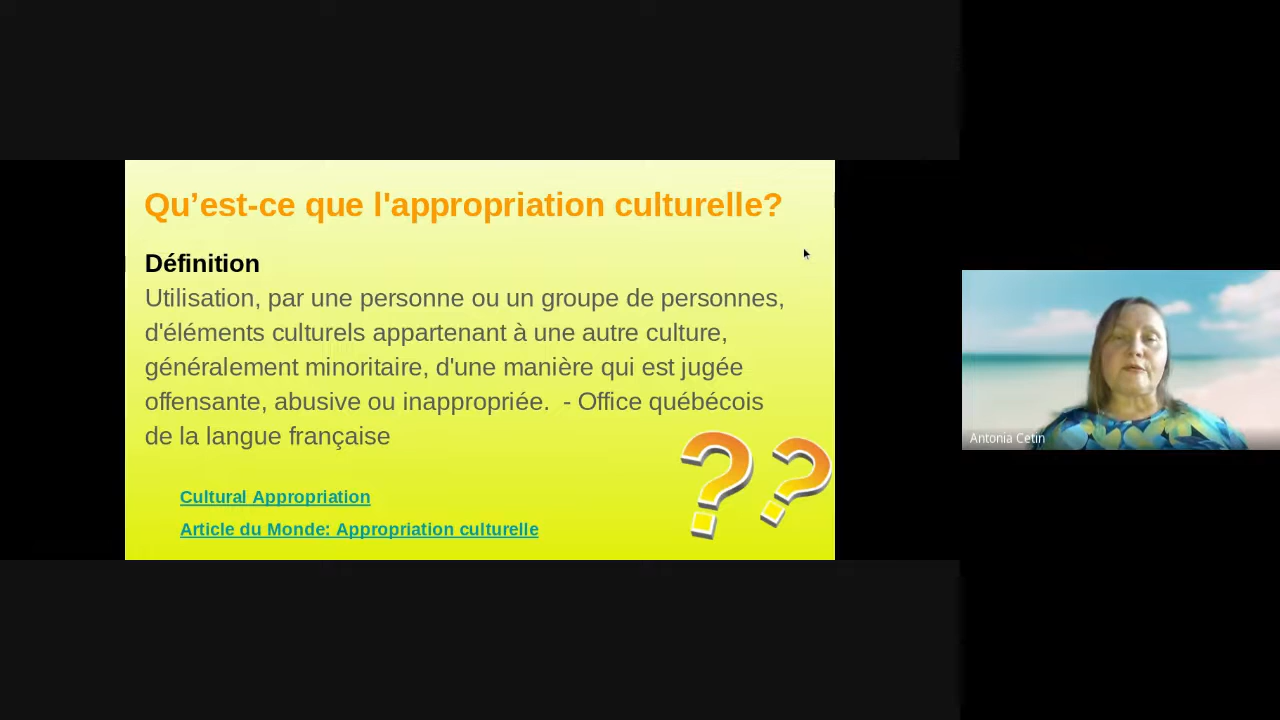 Qu’est-ce que l'appropriation culturelle?
Définition
Utilisation, par une personne ou un groupe de personnes,
d'éléments culturels appartenant à une autre culture,
généralement minoritaire, d'une manière qui est jugée
offensante, abusive ou inappropriée.  - Office québécois
de la langue française
??
Cultural Appropriation
Article du Monde: Appropriation culturelle
Antonia Cetin